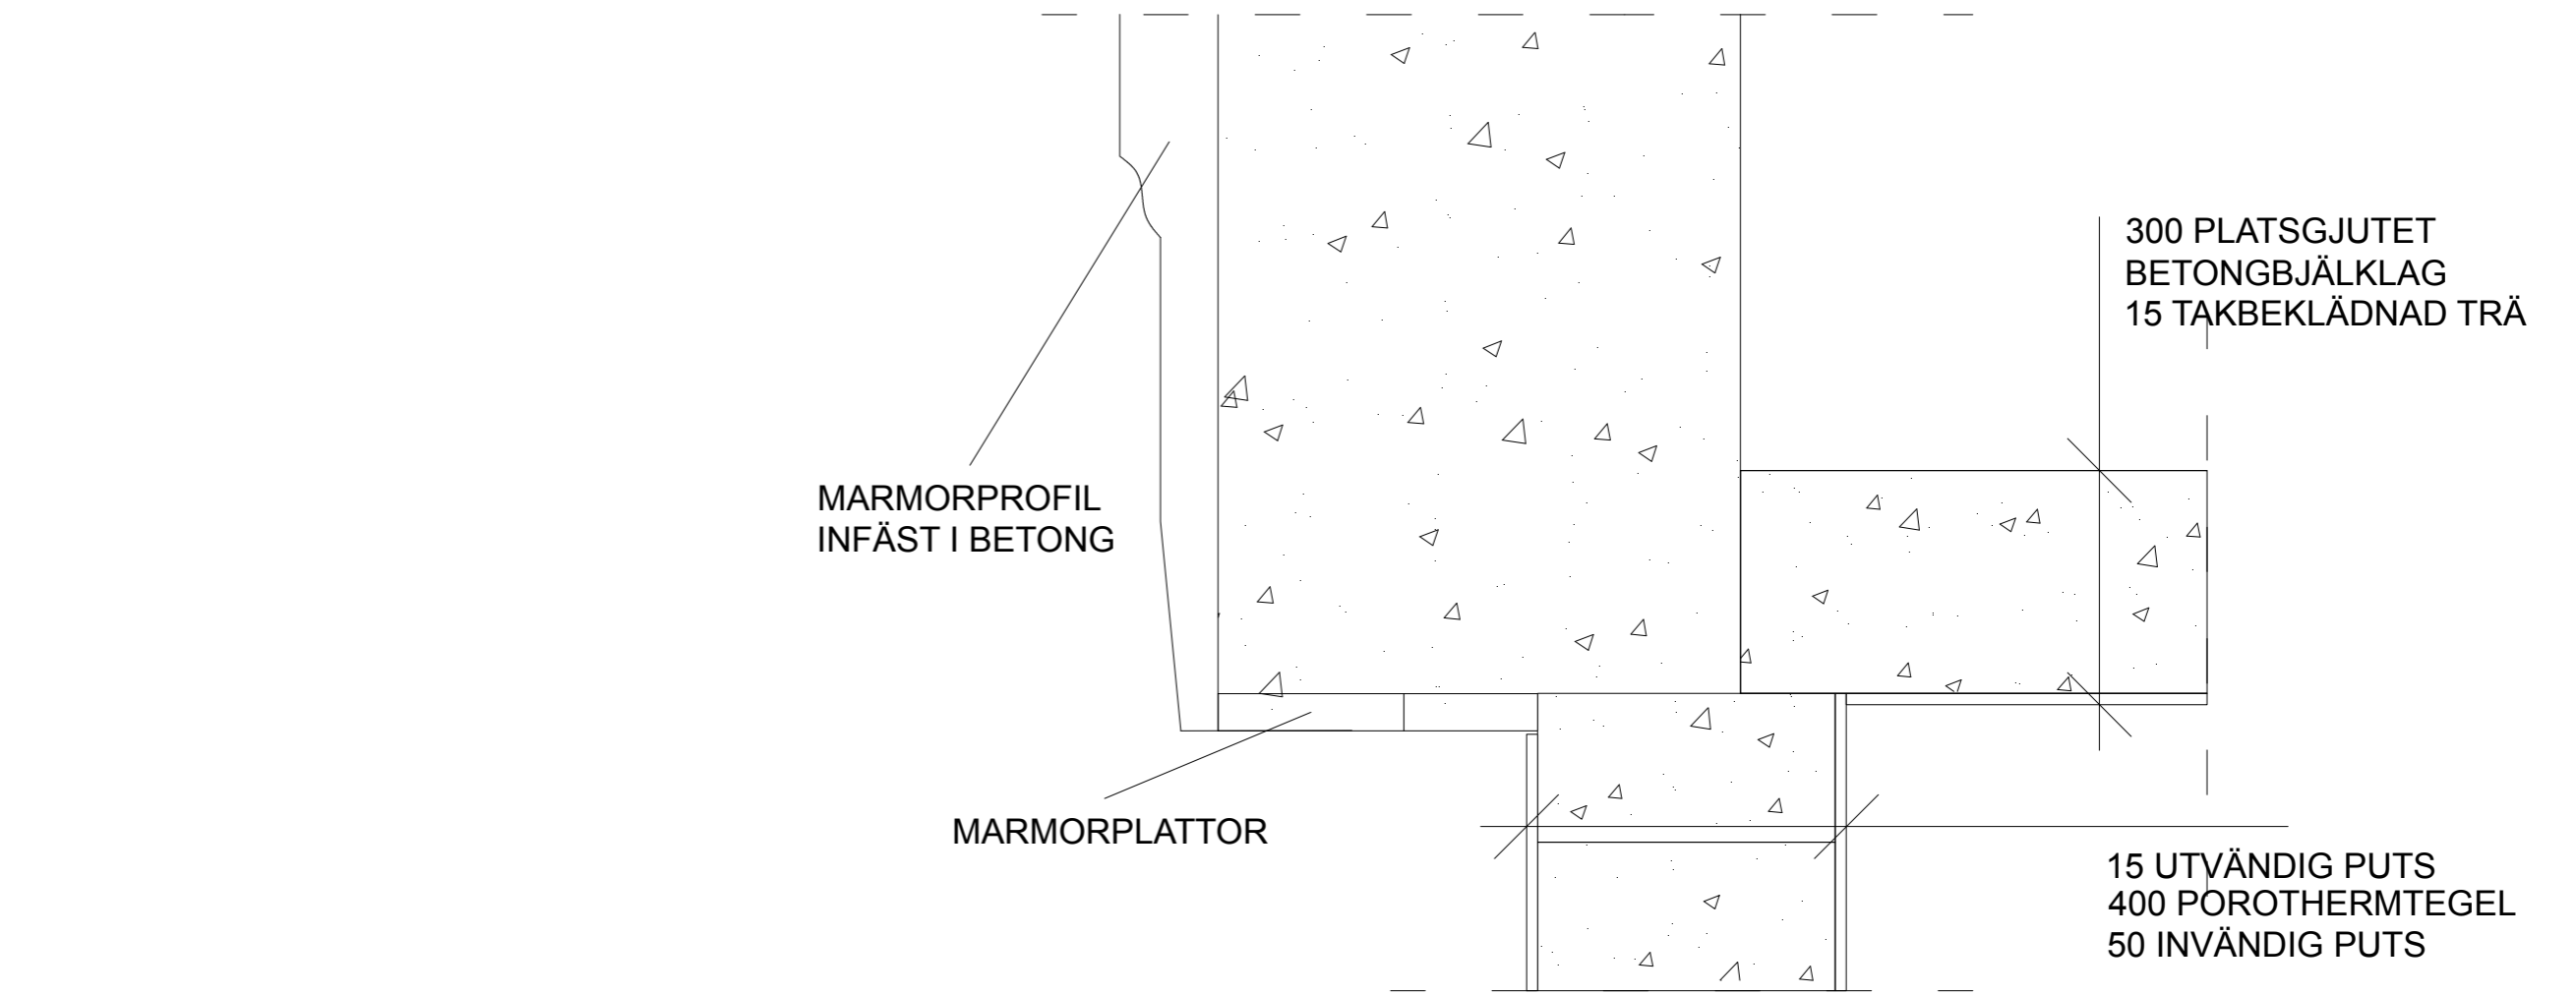 300 PLATSGJUTET
BETONGBJÄLKLAG
15 TAKBEKLÄDNAD TRÄ
MARMORPROFIL
INFÄST I BETONG
MARMORPLATTOR
15 UTVÄNDIG PUTS
400 POROTHERMTEGEL
50 INVÄNDIG PUTS